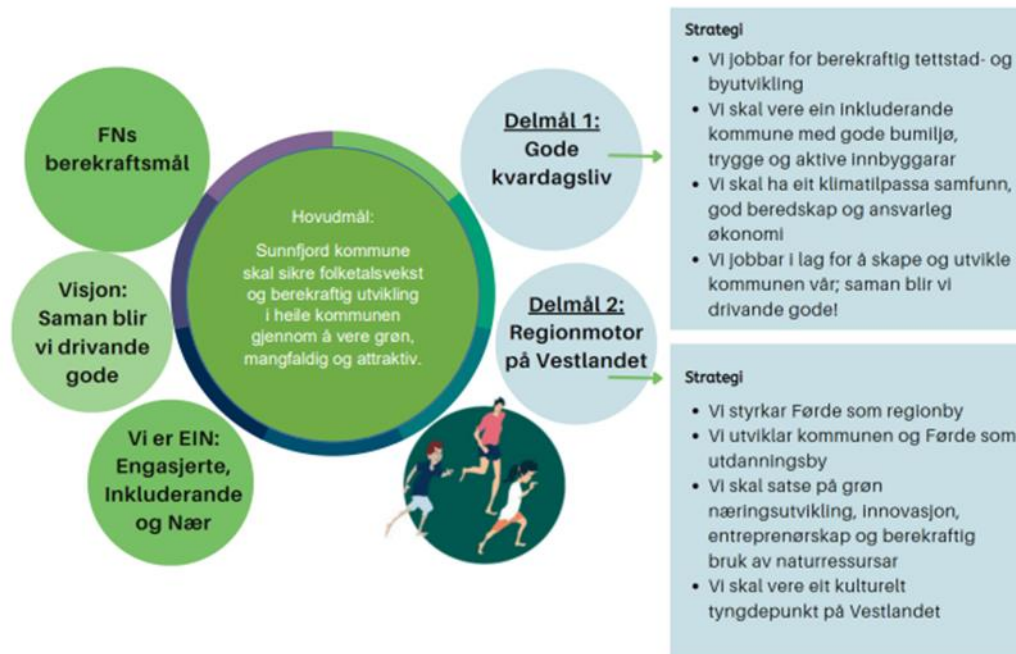 FNs
berekraftsmål
Visjon:
Saman blir
vi drivande
gode
Vi er EIN:
Engasjerte,
Inkluderande
og Nær
Hovudmål:
Sunnfjord kommune
skal sikre folketalsvekst
og berekraftig utvikling
i heile kommunen
gjennom å vere grøn,
mangfaldig og attraktiv.
Delmål 1:
Gode
kvardagsliv
Delmål 2:
Regionmotor
på Vestlandet
Strategi
• Vi jobbar for berekraftig tettstad- og
byutvikling
• Vi skal vere ein inkluderande
kommune med gode bumiljø,
trygge og aktive innbyggarar
• Vi skal ha eit klimatilpassa samfunn,
god beredskap og ansvarleg
økonomi
• Vi jobbar i lag for å skape og utvikle
kommunen vår; saman blir vi
drivande gode!
Strategi
• Vi styrkar Førde som regionby
• Vi utviklar kommunen og Førde som
utdanningsby
• Vi skal satse på grøn
næringsutvikling, innovasjon,
entreprenørskap og berekraftig
bruk av naturressursar
• Vi skal vere eit kulturelt
tyngdepunkt på Vestlandet